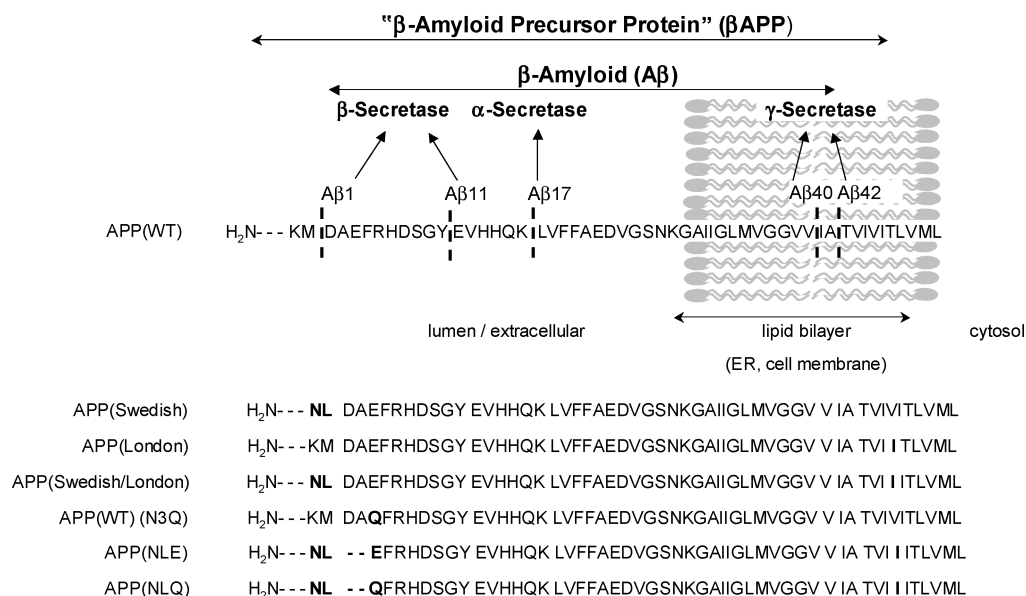 "β-Amyloid Precursor Protein” (βAPP)
β-Amyloid (Aβ)
β-Secretase α-Secretase γ-Secretase
Aβ1 Aβ11 Aβ17 Aβ40 Aβ42
APP(WT) H2N--- KM DAEFRHDSGY EVHHQK LVFFAEDVGSNKGAIIGLMVGGVV IA TVIVITLVML
lumen / extracellular lipid bilayer cytosol
(ER, cell membrane)
APP(Swedish) H2N--- NL DAEFRHDSGY EVHHQK LVFFAEDVGSNKGAIIGLMVGGV V IA TVIVITLVML
APP(London) H2N---KM DAEFRHDSGY EVHHQK LVFFAEDVGSNKGAIIGLMVGGV V IA TVI I TLVML
APP(Swedish/London) H2N--- NL DAEFRHDSGY EVHHQK LVFFAEDVGSNKGAIIGLMVGGV V IA TVI I ITLVML
APP(WT) (N3Q) H2N---KM DAQFRHDSGY EVHHQK LVFFAEDVGSNKGAIIGLMVGGV V IA TVIVITLVML
APP(NLE) H2N--- NL --EFRHDSGY EVHHQK LVFFAEDVGSNKGAIIGLMVGGV V IA TVI I ITLVML
APP(NLQ) H2N--- NL --QFRHDSGY EVHHQK LVFFAEDVGSNKGAIIGLMVGGV V IA TVI I ITLVML